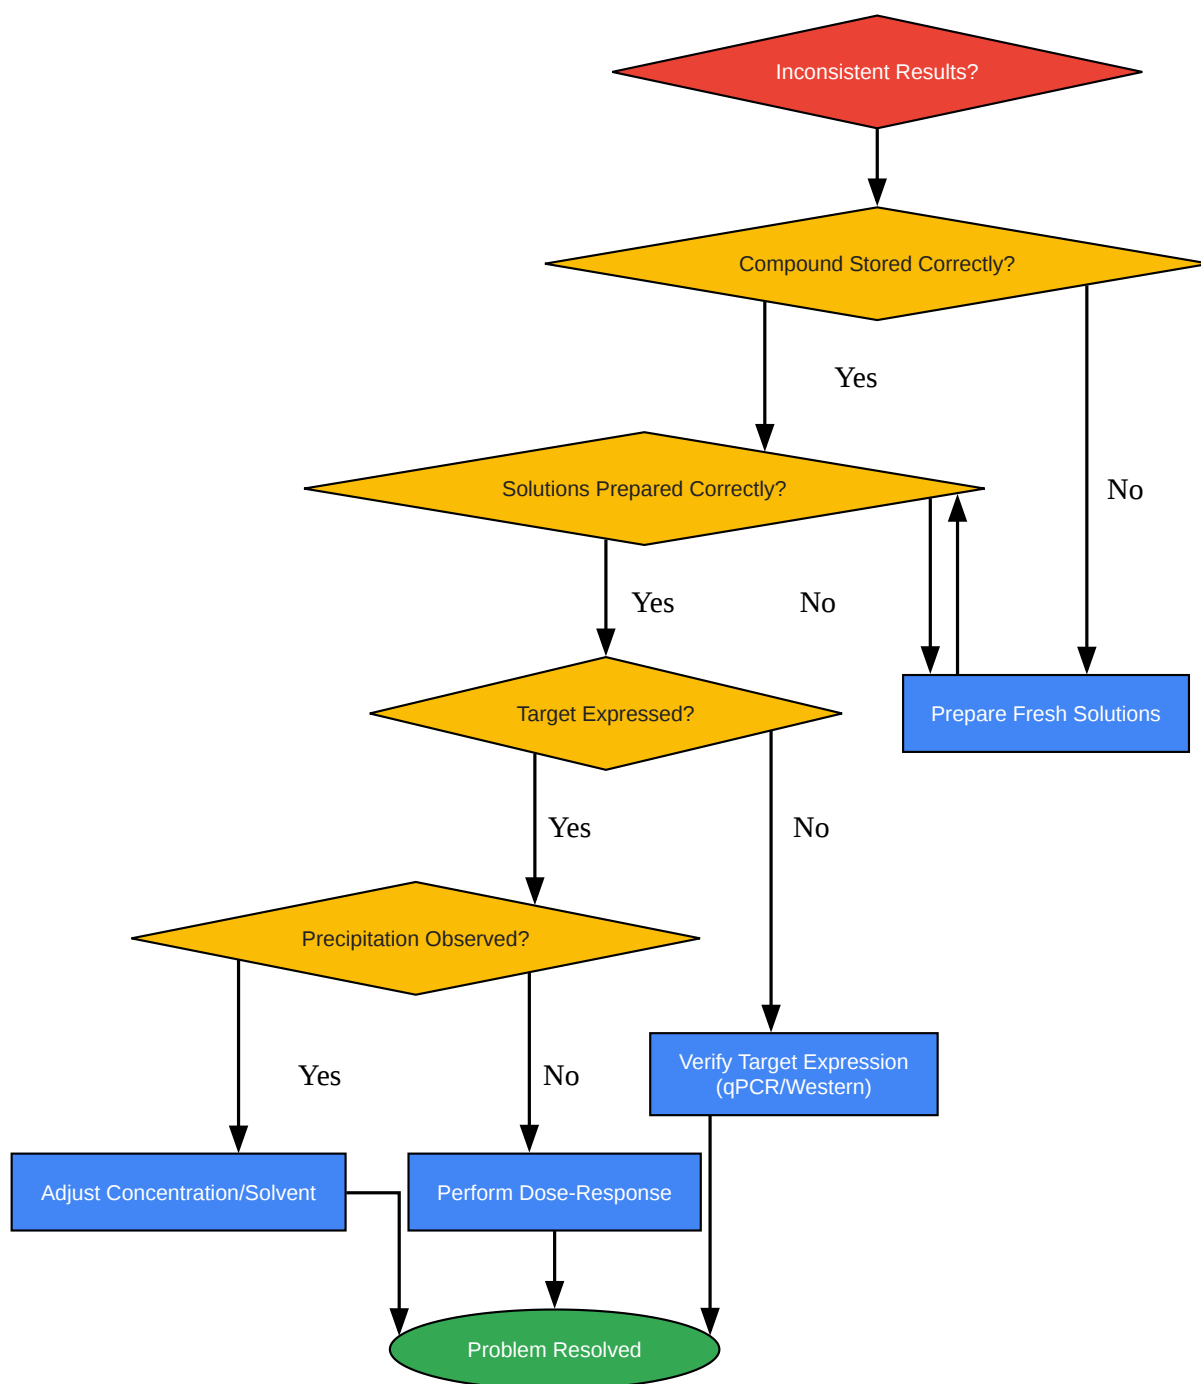 Inconsistent Results?
Compound Stored Correctly?
Yes
No
Solutions Prepared Correctly?
Yes
No
Target Expressed?
Prepare Fresh Solutions
Yes
No
Precipitation Observed?
Yes
No
Verify Target Expression
(qPCR/Western)
Adjust Concentration/Solvent
Perform Dose-Response
Problem Resolved